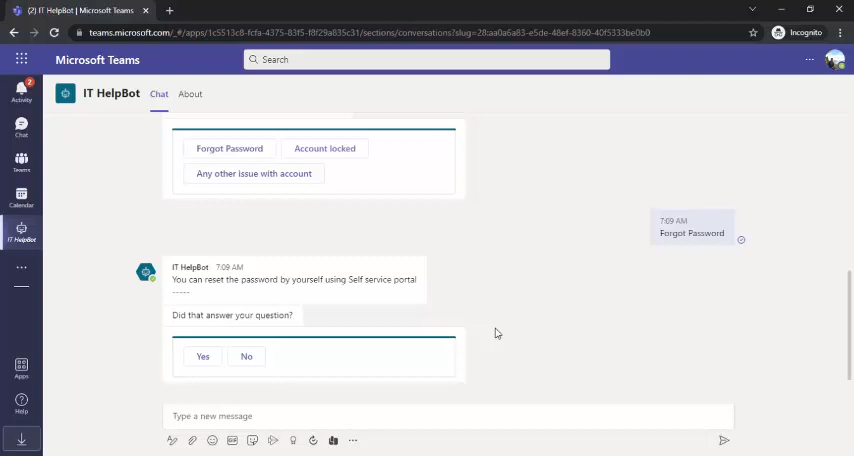 (2) IT HelpBot | Microsoft Teams
teams.microsoft.com/_#/apps/1c5513c8-fcfa-4375-83f5-f8f29a835c31/sections/conversations?slug=28:aa0a6a83-e5de-48ef-8360-40f5333be0b0
Incognito
Microsoft Teams
Search
2
Activity
Chat
Teams
Calendar
IT HelpBot
Apps
Help
IT HelpBot
Chat
About
Forgot Password
Account locked
Any other issue with account
7:09 AM
Forgot Password
IT HelpBot 7:09 AM
You can reset the password by yourself using Self service portal
-----
Did that answer your question?
Yes
No
Type a new message
GIF